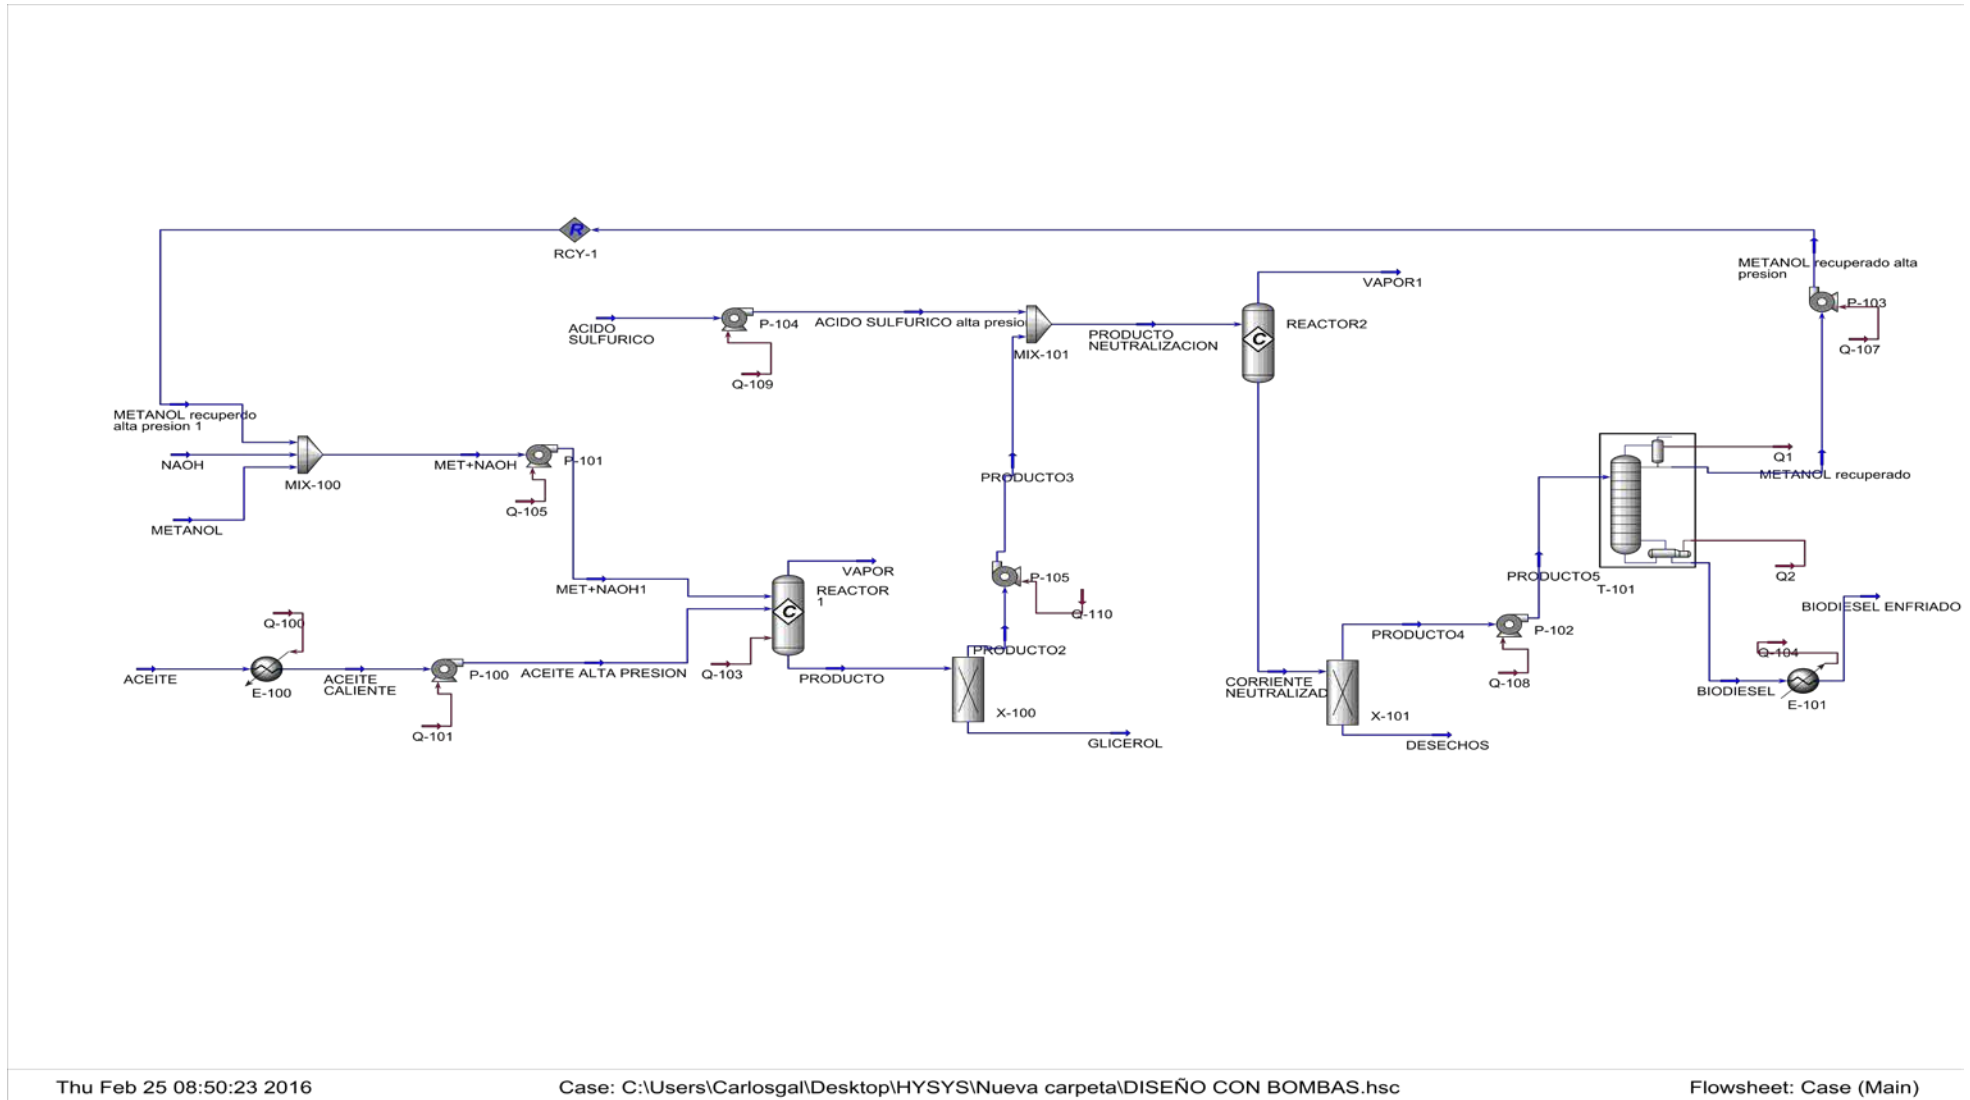 RCY-1
METANOL recuperado alta
presion
P-103
Q-107
VAPOR1
ACIDO
SULFURICO
P-104
Q-109
ACIDO SULFURICO alta presio
MIX-101
PRODUCTO
NEUTRALIZACION
REACTOR2
METANOL recuperdo
alta presion 1
NAOH
METANOL
MIX-100
MET+NAOH
P-101
Q-105
PRODUCTO3
Q1
METANOL recuperado
Q2
T-101
MET+NAOH1
VAPOR
REACTOR
1
P-105
Q-110
PRODUCTO2
PRODUCTO5
BIODIESEL ENFRIADO
Q-100
ACEITE
E-100
ACEITE
CALIENTE
P-100
Q-101
ACEITE ALTA PRESION
Q-103
PRODUCTO
X-100
GLICEROL
CORRIENTE
NEUTRALIZAD
X-101
DESECHOS
PRODUCTO4
P-102
Q-108
BIODIESEL
Q-104
E-101
Thu Feb 25 08:50:23 2016
Case: C:\Users\Carlosgal\Desktop\HYSYS\Nueva carpeta\DISEÑO CON BOMBAS.hsc
Flowsheet: Case (Main)
R
C
C